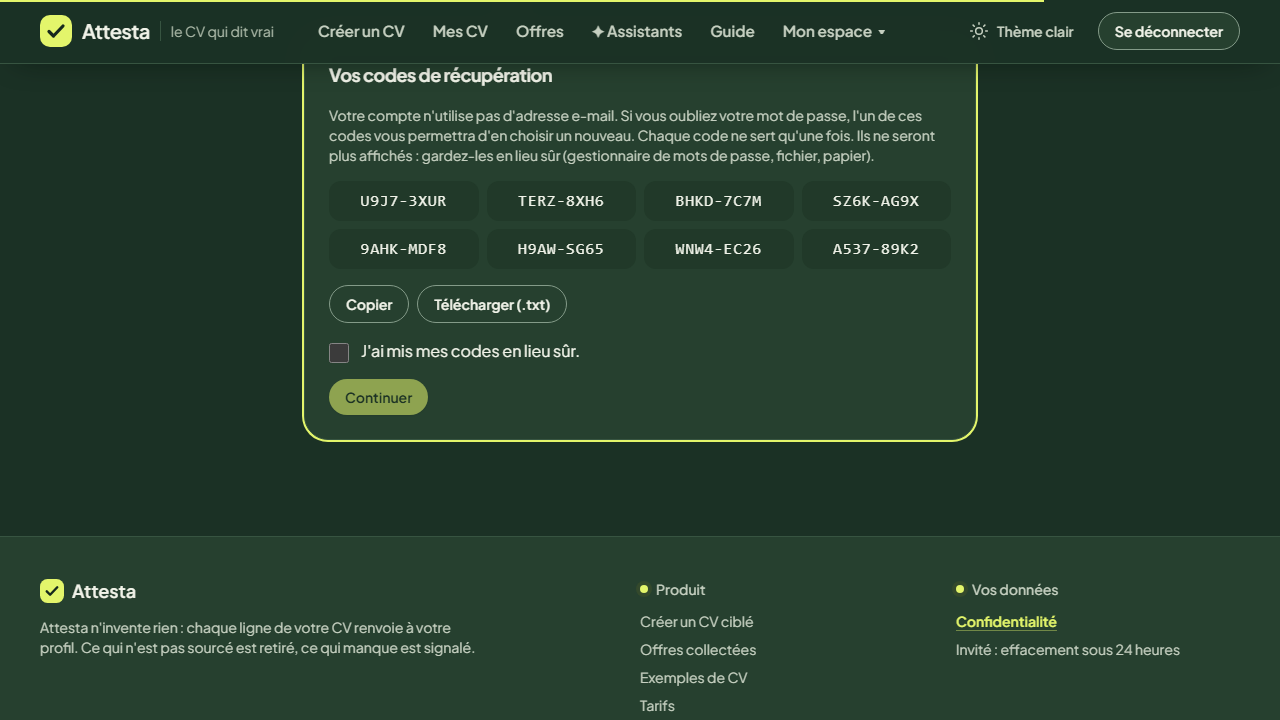 Attesta
le CV qui dit vrai
Créer un CV
Mes CV
Offres
Assistants
Guide
Mon espace
Thème clair
Se déconnecter
Vos codes de récupération
Votre compte n'utilise pas d'adresse e-mail. Si vous oubliez votre mot de passe, l'un de ces
codes vous permettra d'en choisir un nouveau. Chaque code ne sert qu'une fois. Ils ne seront
plus affichés : gardez-les en lieu sûr (gestionnaire de mots de passe, fichier, papier).
U9J7-3XUR
TERZ-8XH6
BHKD-7C7M
SZ6K-AG9X
9AHK-MDF8
H9AW-SG65
WNW4-EC26
A537-89K2
Copier
Télécharger (.txt)
J'ai mis mes codes en lieu sûr.
Continuer
Attesta
Attesta n'invente rien : chaque ligne de votre CV renvoie à votre
profil. Ce qui n'est pas sourcé est retiré, ce qui manque est signalé.
Produit
Créer un CV ciblé
Offres collectées
Exemples de CV
Tarifs
Vos données
Confidentialité
Invité : effacement sous 24 heures